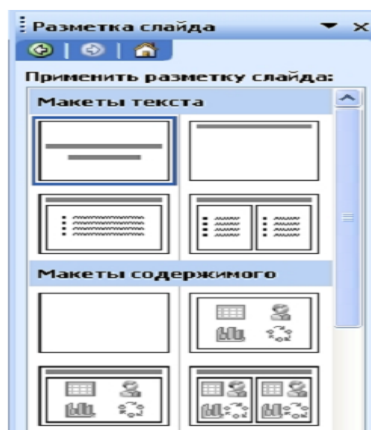 Разметка слайда
Применить разметку слайда:
Макеты текста
Макеты содержимого